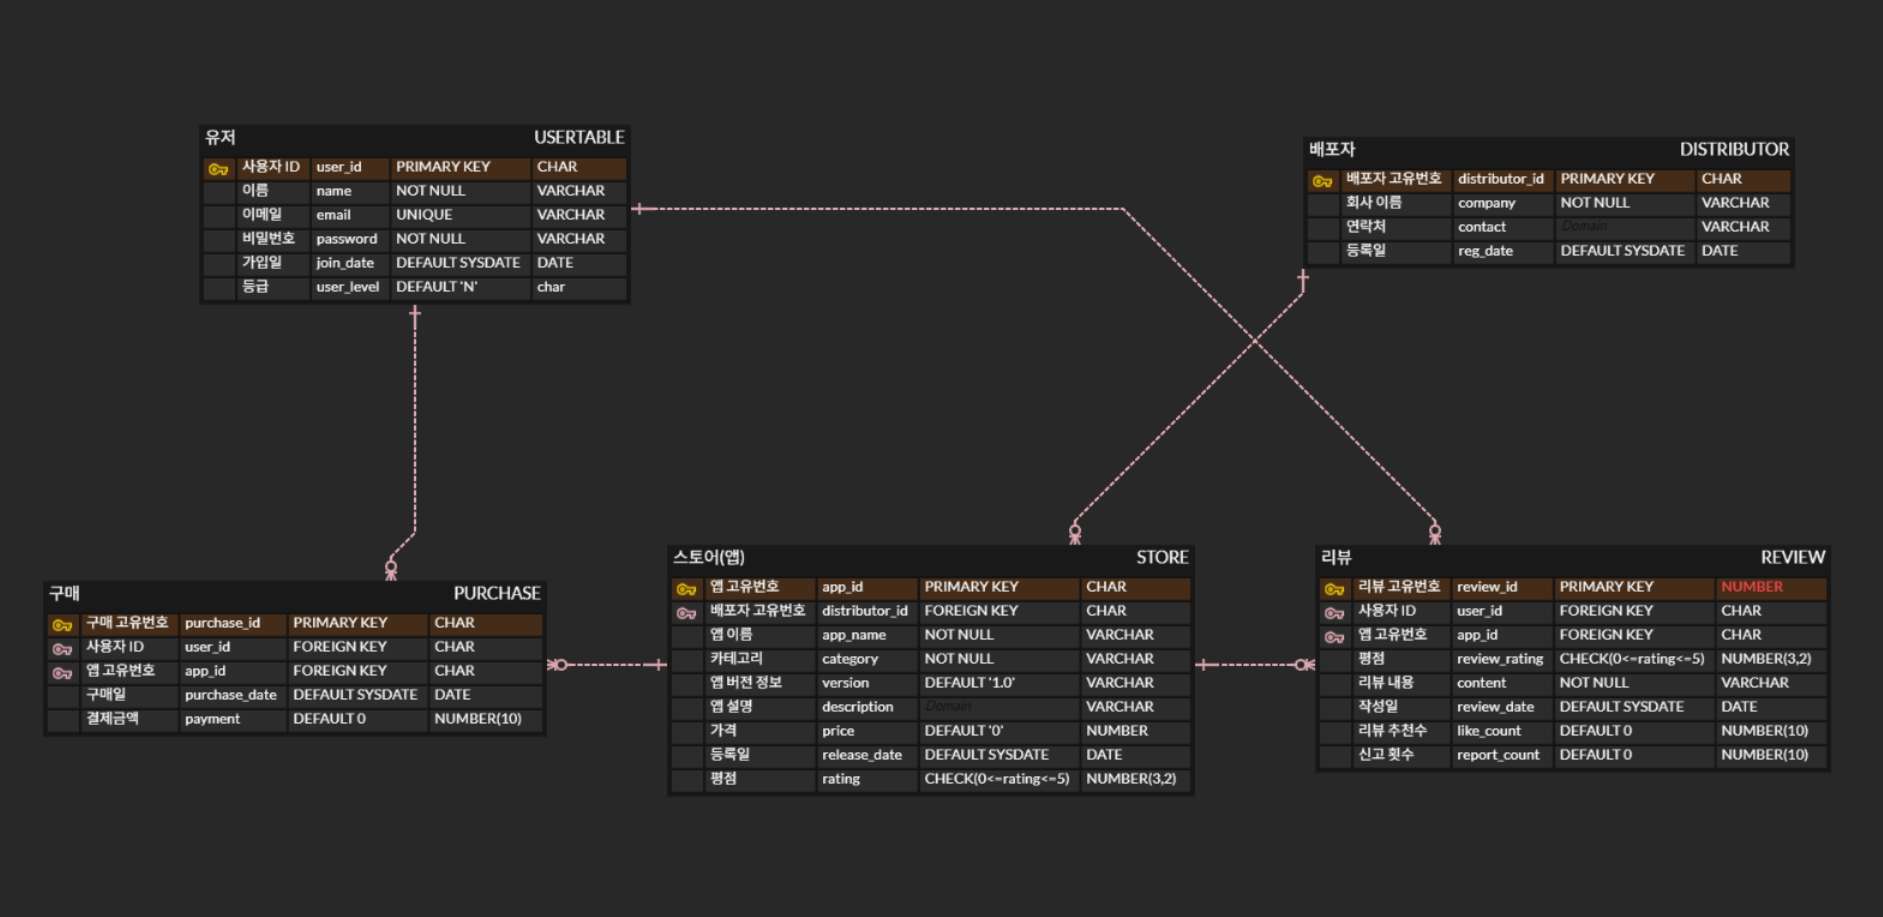 유저 USERTABLE
사용자 ID user_id PRIMARY KEY CHAR
이름 name NOT NULL VARCHAR
이메일 email UNIQUE VARCHAR
비밀번호 password NOT NULL VARCHAR
가입일 join_date DEFAULT SYSDATE DATE
등급 user_level DEFAULT 'N' char
배포자 DISTRIBUTOR
배포자 고유번호 distributor_id PRIMARY KEY CHAR
회사 이름 company NOT NULL VARCHAR
연락처 contact Domain VARCHAR
등록일 reg_date DEFAULT SYSDATE DATE
구매 PURCHASE
구매 고유번호 purchase_id PRIMARY KEY CHAR
사용자 ID user_id FOREIGN KEY CHAR
앱 고유번호 app_id FOREIGN KEY CHAR
구매일 purchase_date DEFAULT SYSDATE DATE
결제금액 payment DEFAULT 0 NUMBER(10)
스토어(앱) STORE
앱 고유번호 app_id PRIMARY KEY CHAR
배포자 고유번호 distributor_id FOREIGN KEY CHAR
앱 이름 app_name NOT NULL VARCHAR
카테고리 category NOT NULL VARCHAR
앱 버전 정보 version DEFAULT '1.0' VARCHAR
앱 설명 description Domain VARCHAR
가격 price DEFAULT '0' NUMBER
등록일 release_date DEFAULT SYSDATE DATE
평점 rating CHECK(0<=rating<=5) NUMBER(3,2)
리뷰 REVIEW
리뷰 고유번호 review_id PRIMARY KEY NUMBER
사용자 ID user_id FOREIGN KEY CHAR
앱 고유번호 app_id FOREIGN KEY CHAR
평점 review_rating CHECK(0<=rating<=5) NUMBER(3,2)
리뷰 내용 content NOT NULL VARCHAR
작성일 review_date DEFAULT SYSDATE DATE
리뷰 추천수 like_count DEFAULT 0 NUMBER(10)
신고 횟수 report_count DEFAULT 0 NUMBER(10)